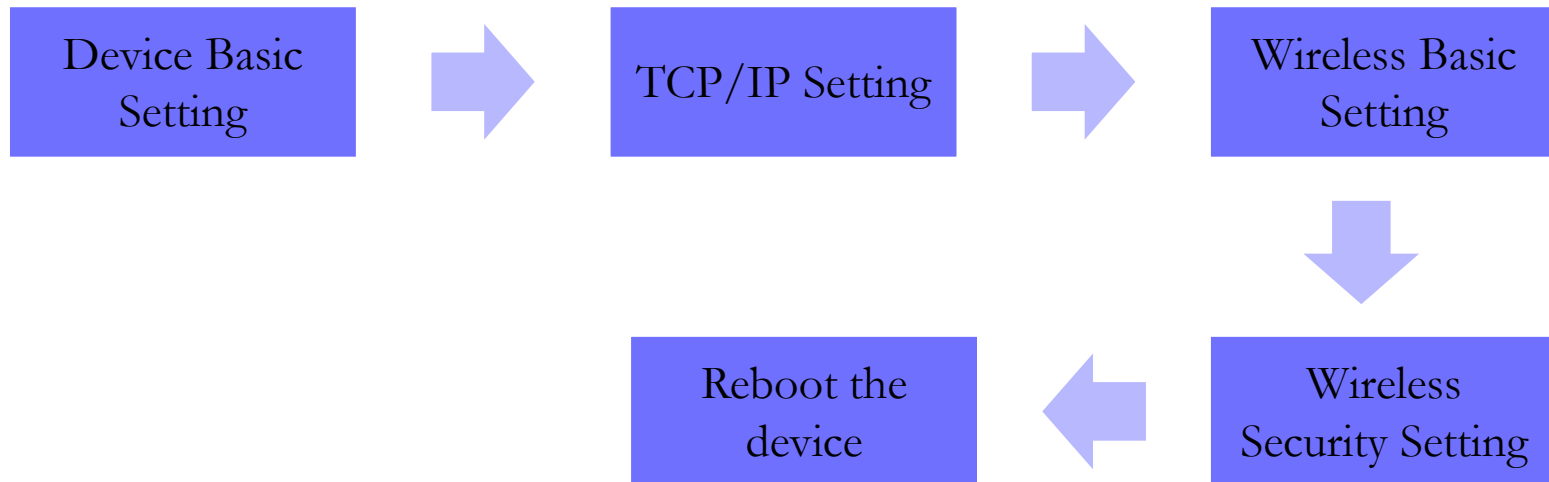 Device Basic
Setting
TCP/IP Setting
Wireless Basic
Setting
Wireless
Security Setting
Reboot the
device